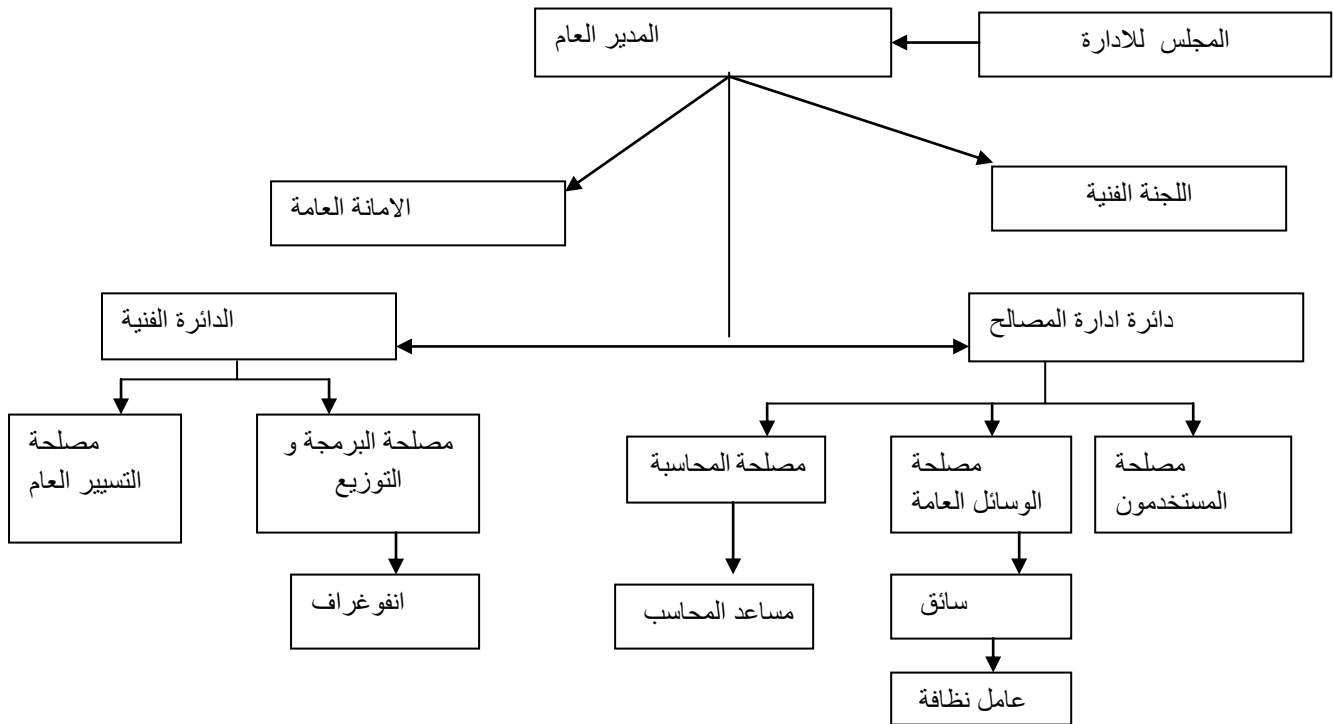 المجلس للادارة
المدير العام
اللجنة الفنية
الامانة العامة
دائرة ادارة المصالح
الدائرة الفنية
مصلحة
المستخدمون
مصلحة
الوسائل العامة
مصلحة المحاسبة
مصلحة البرمجة و
التوزيع
مصلحة
التسيير العام
سائق
مساعد المحاسب
انفوغراف
عامل نظافة